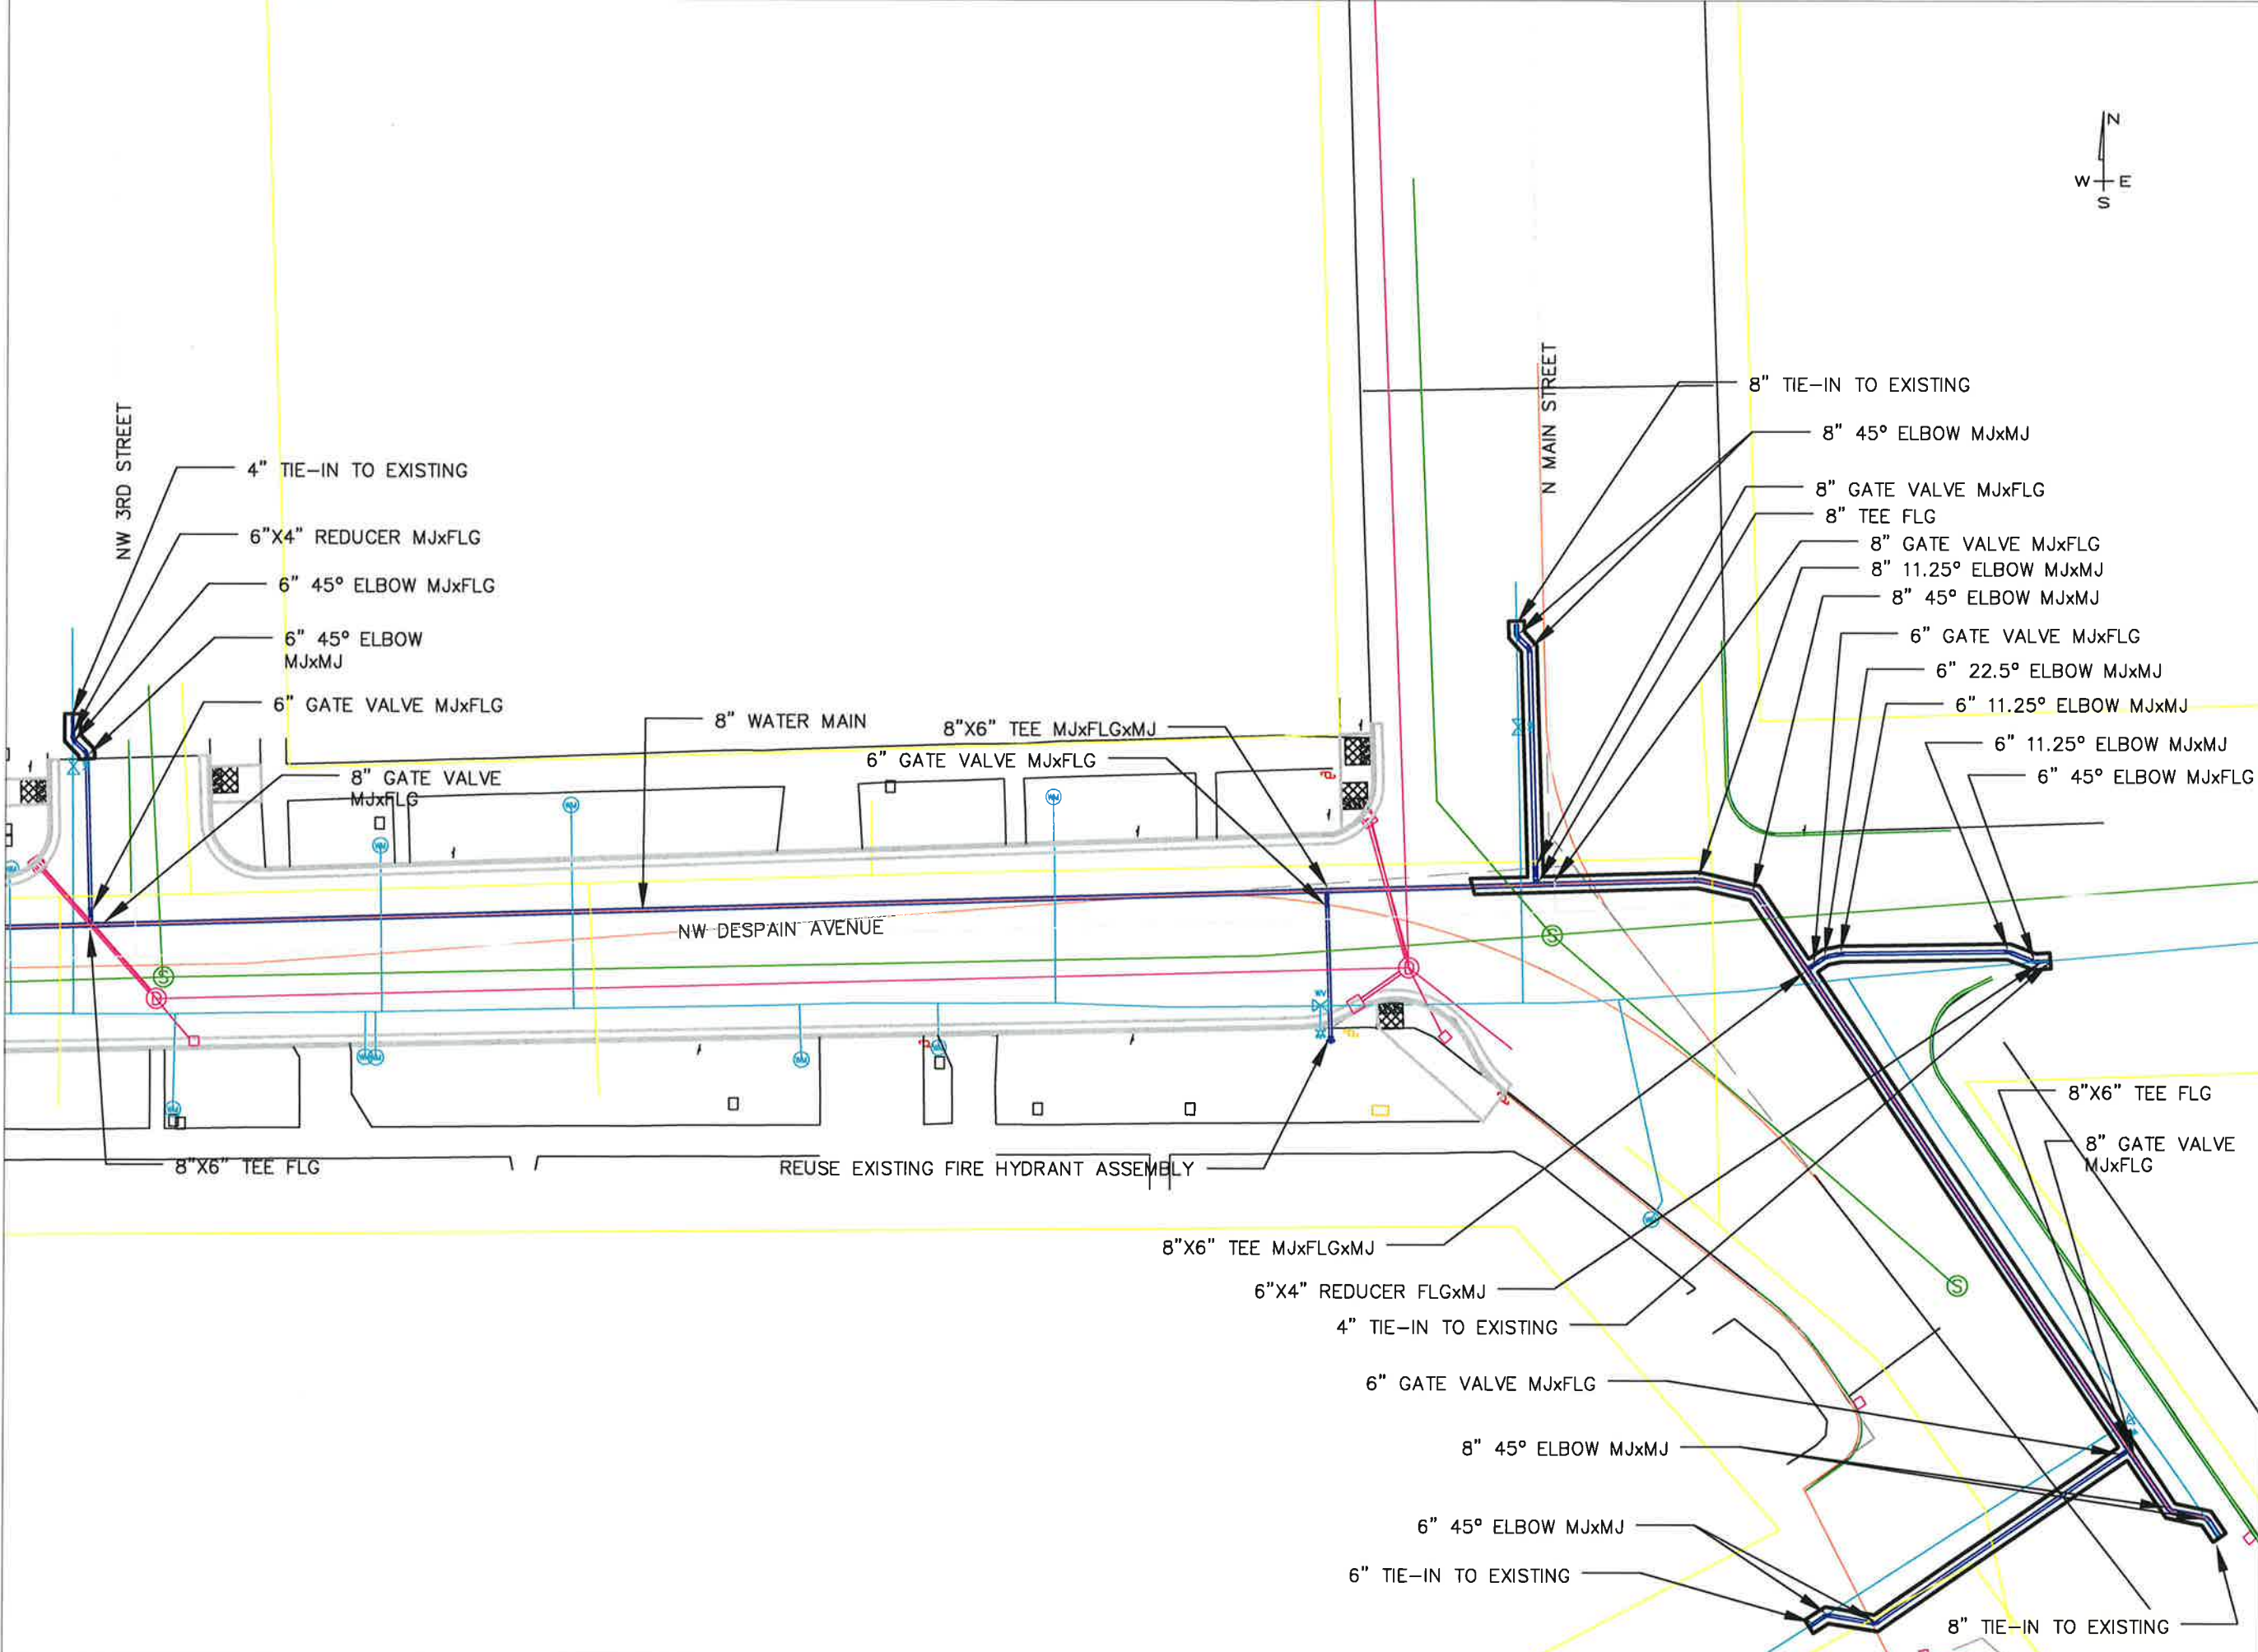 N
W E
S
NW 3RD STREET
N MAIN STREET
4" TIE-IN TO EXISTING
6"X4" REDUCER MJxFLG
6" 45° ELBOW MJxFLG
6" 45° ELBOW
MJxMJ
6" GATE VALVE MJxFLG
8" GATE VALVE
MJxFLG
8" WATER MAIN
8"X6" TEE MJxFLGxMJ
6" GATE VALVE MJxFLG
8" TIE-IN TO EXISTING
8" 45° ELBOW MJxMJ
8" GATE VALVE MJxFLG
8" TEE FLG
8" GATE VALVE MJxFLG
8" 11.25° ELBOW MJxMJ
8" 45° ELBOW MJxMJ
6" GATE VALVE MJxFLG
6" 22.5° ELBOW MJxMJ
6" 11.25° ELBOW MJxMJ
6" 11.25° ELBOW MJxMJ
6" 45° ELBOW MJxFLG
NW DESPAIN AVENUE
S
D
D
S
S
WV
8"X6" TEE FLG
REUSE EXISTING FIRE HYDRANT ASSEMBLY
8"X6" TEE FLG
8" GATE VALVE
MJxFLG
8"X6" TEE MJxFLGxMJ
6"X4" REDUCER FLGxMJ
4" TIE-IN TO EXISTING
6" GATE VALVE MJxFLG
8" 45° ELBOW MJxMJ
6" 45° ELBOW MJxMJ
6" TIE-IN TO EXISTING
8" TIE-IN TO EXISTING